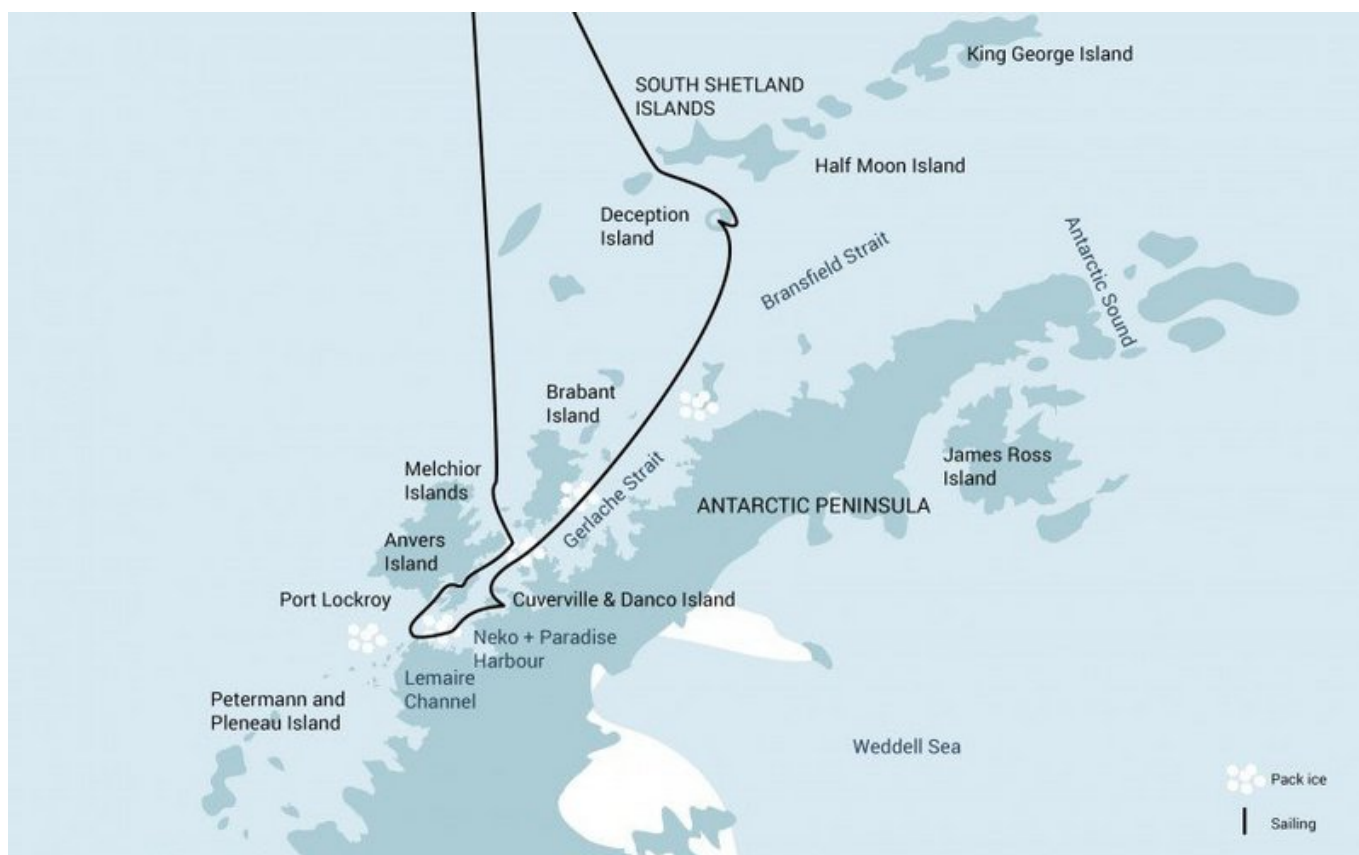 King George Island
SOUTH SHETLAND
ISLANDS
Half Moon Island
Deception
Island
Bransfield Strait
Antarctic Sound
Brabant
Island
Melchior
Islands
Gerlache Strait
James Ross
Island
ANTARCTIC PENINSULA
Anvers
Island
Port Lockroy
Cuverville & Danco Island
Neko + Paradise
Harbour
Lemaire
Channel
Petermann and
Pleneau Island
Weddell Sea
Pack ice
Sailing